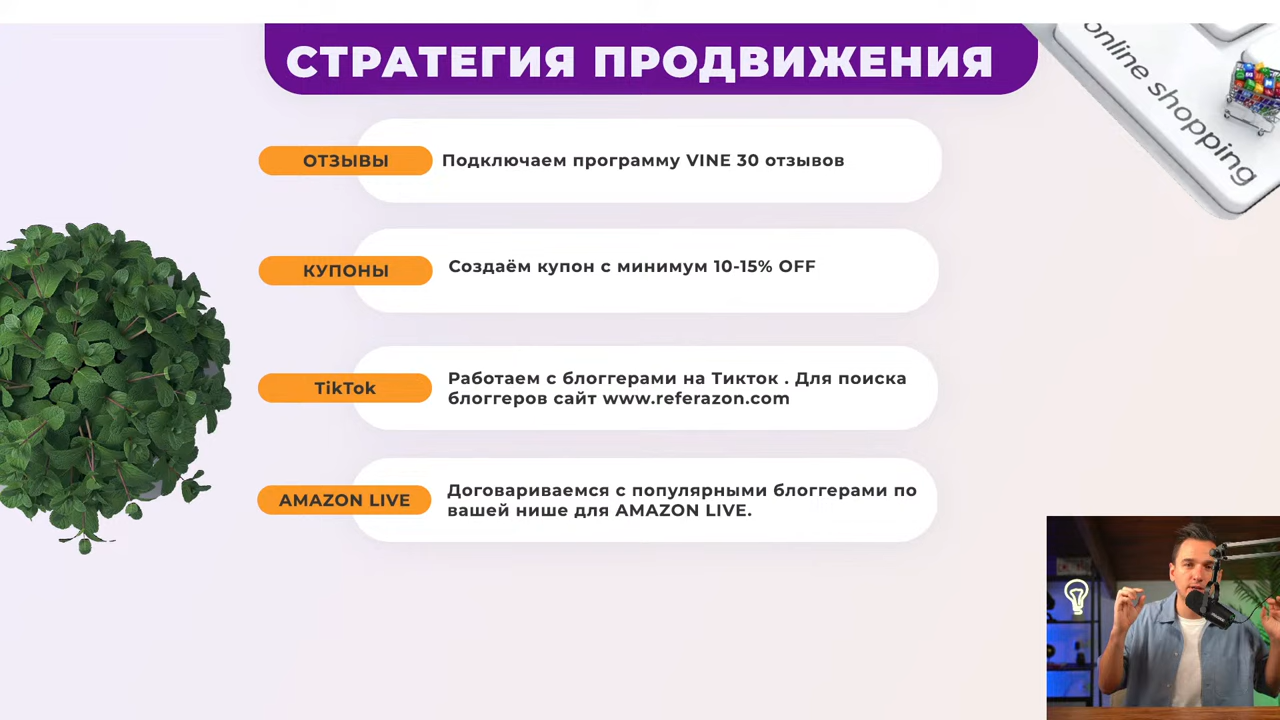 СТРАТЕГИЯ ПРОДВИЖЕНИЯ
online shopping
ОТЗЫВЫ
Подключаем программу VINE 30 отзывов
КУПОНЫ
Создаём купон с минимум 10-15% OFF
TikTok
Работаем с блоггерами на Тикток . Для поиска
блоггеров сайт www.referazon.com
AMAZON LIVE
Договариваемся с популярными блоггерами по
вашей нише для AMAZON LIVE.